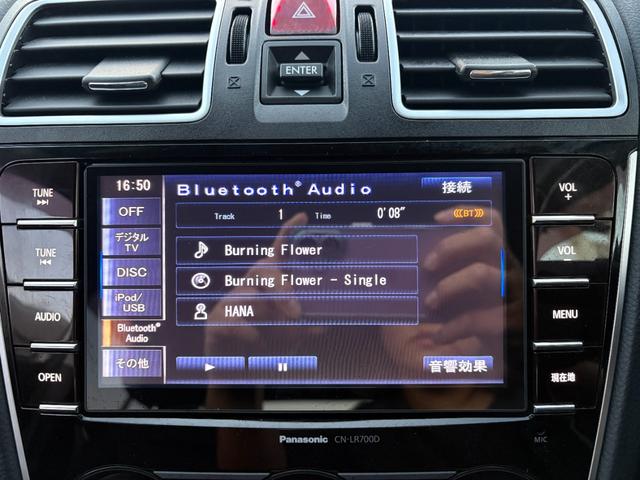 ENTER
TUNE
TUNE
AUDIO
OPEN
16:50
OFF
デジタル
TV
DISC
iPod/
USB
Bluetooth®
Audio
その他
Bluetooth® Audio
接続
Track 1 Time 0'08"
BT
Burning Flower
Burning Flower - Single
HANA
音響効果
VOL
+
VOL
−
MENU
現在地
Panasonic CN-LR700D
MIC